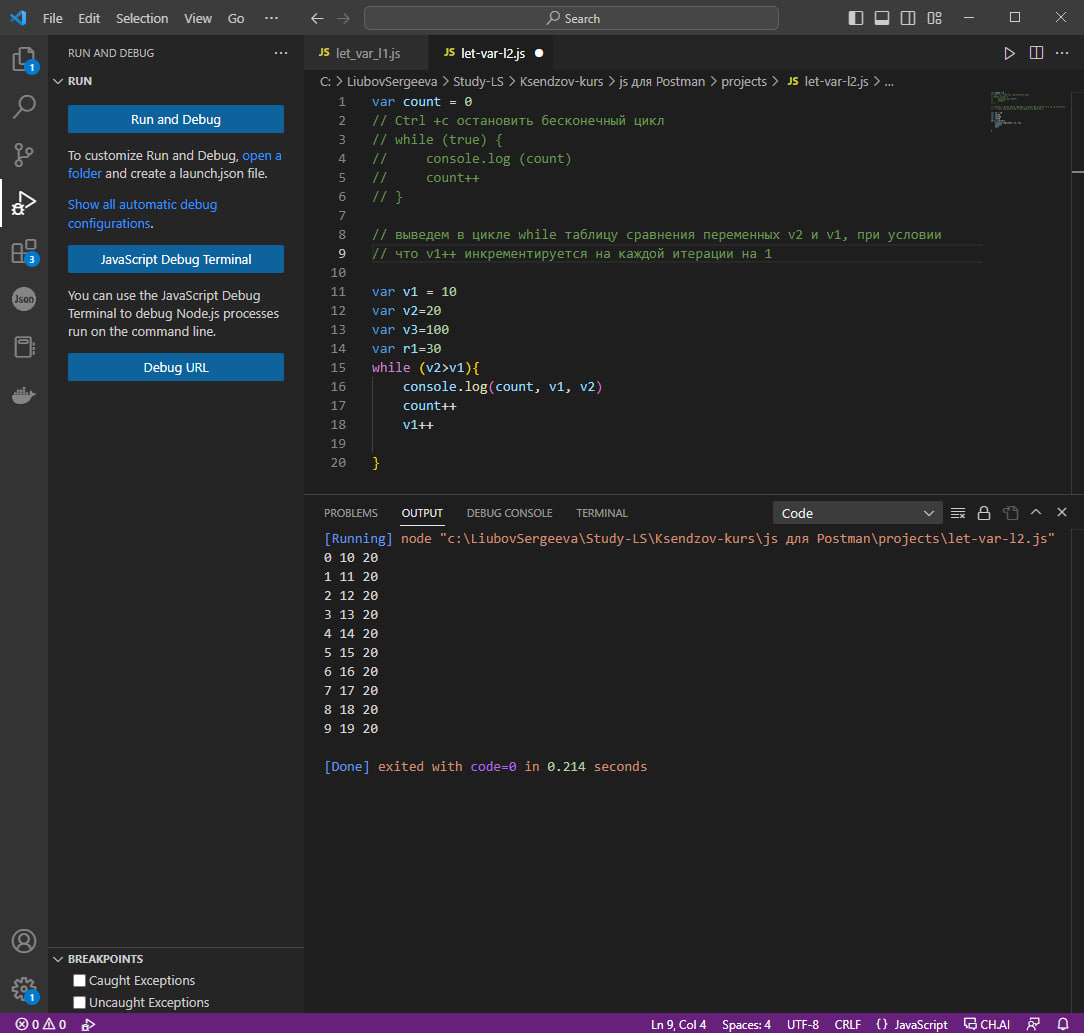 File Edit Selection View Go ··· Search
RUN AND DEBUG ···
RUN
Run and Debug
To customize Run and Debug, open a
folder and create a launch.json file.
Show all automatic debug
configurations.
JavaScript Debug Terminal
You can use the JavaScript Debug
Terminal to debug Node.js processes
run on the command line.
Debug URL
1
3
Json
BREAKPOINTS
Caught Exceptions
Uncaught Exceptions
1
JS let_var_l1.js JS let-var-l2.js
C: > LiubovSergeeva > Study-LS > Ksendzov-kurs > js для Postman > projects > JS let-var-l2.js > ...
1 var count = 0
2 // Ctrl +c остановить бесконечный цикл
3 // while (true) {
4 //     console.log (count)
5 //     count++
6 // }
7
8 // выведем в цикле while таблицу сравнения переменных v2 и v1, при условии
9 // что v1++ инкрементируется на каждой итерации на 1
10
11 var v1 = 10
12 var v2=20
13 var v3=100
14 var r1=30
15 while (v2>v1){
16     console.log(count, v1, v2)
17     count++
18     v1++
19
20 }
PROBLEMS OUTPUT DEBUG CONSOLE TERMINAL Code
[Running] node "c:\LiubovSergeeva\Study-LS\Ksendzov-kurs\js для Postman\projects\let-var-l2.js"
0 10 20
1 11 20
2 12 20
3 13 20
4 14 20
5 15 20
6 16 20
7 17 20
8 18 20
9 19 20
[Done] exited with code=0 in 0.214 seconds
0 0 Ln 9, Col 4 Spaces: 4 UTF-8 CRLF {} JavaScript CH.AI